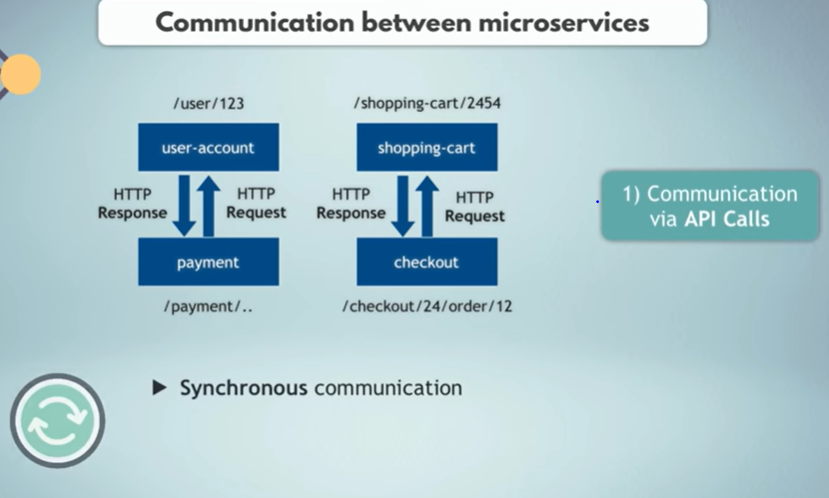 Communication between microservices
/user/123
/shopping-cart/2454
user-account
shopping-cart
HTTP
Response
HTTP
Request
HTTP
Response
HTTP
Request
1) Communication
via API Calls
payment
checkout
/payment/..
/checkout/24/order/12
▶ Synchronous communication